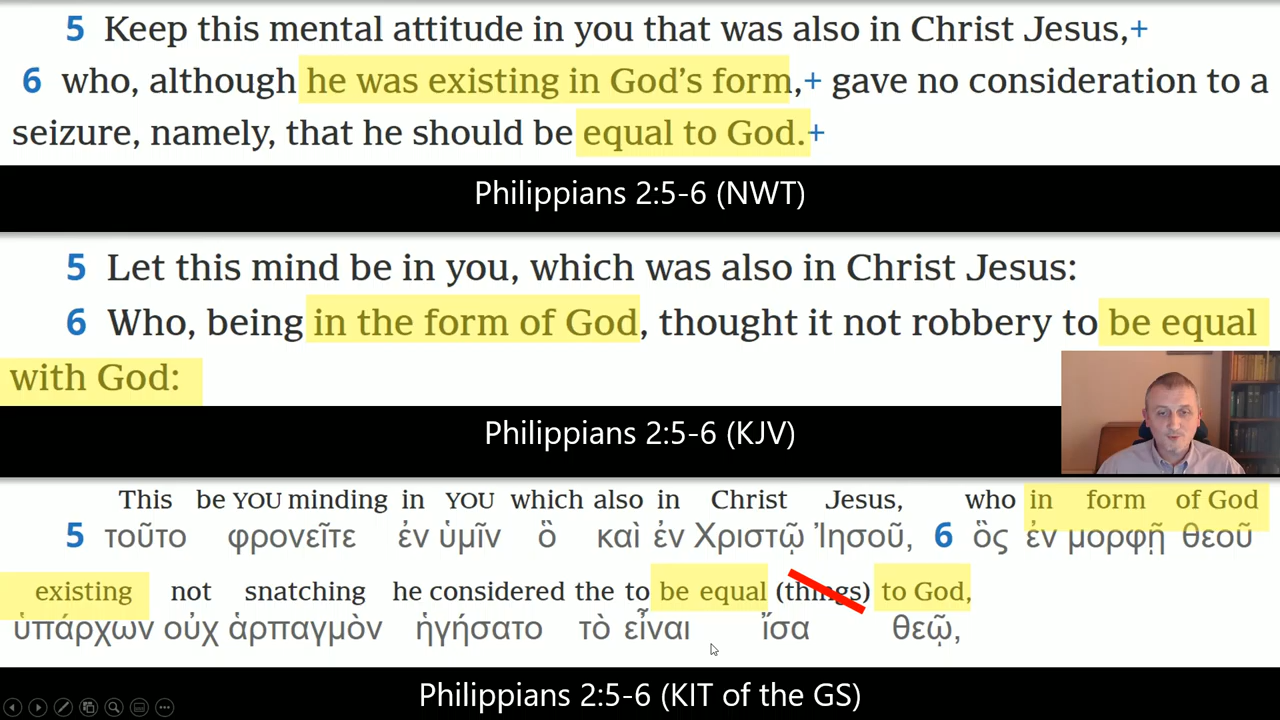 5 Keep this mental attitude in you that was also in Christ Jesus,+
6 who, although he was existing in God’s form,+ gave no consideration to a
seizure, namely, that he should be equal to God.+
Philippians 2:5-6 (NWT)
5 Let this mind be in you, which was also in Christ Jesus:
6 Who, being in the form of God, thought it not robbery to be equal
with God:
Philippians 2:5-6 (KJV)
This be YOU minding in YOU which also in Christ Jesus, who in form of God
5 τοῦτο φρονεῖτε ἐν ὑμῖν ὃ καὶ ἐν Χριστῷ Ἰησοῦ, 6 ὃς ἐν μορφῇ θεοῦ
existing not snatching he considered the to be equal (things) to God,
ὑπάρχων οὐχ ἁρπαγμὸν ἡγήσατο τὸ εἶναι ἴσα θεῷ,
Philippians 2:5-6 (KIT of the GS)